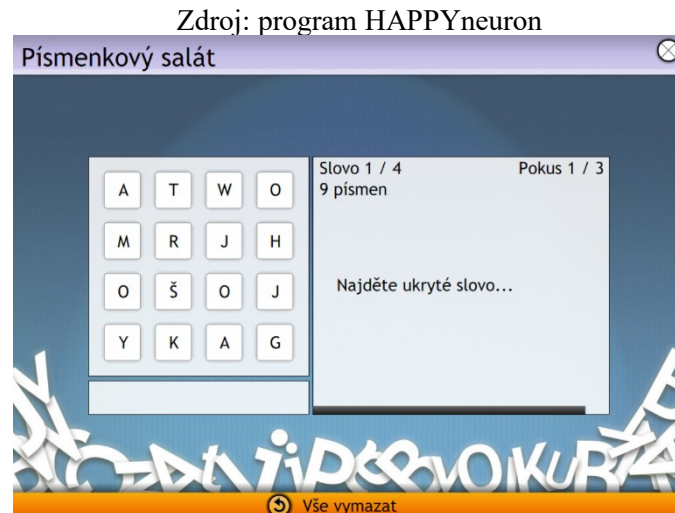 Zdroj: program HAPPYneuron
Písmenkový salát
Slovo 1 / 4 Pokus 1 / 3
9 písmen
A T W O
M R J H
O Š O J
Y K A G
Najděte ukryté slovo...
Vše vymazat